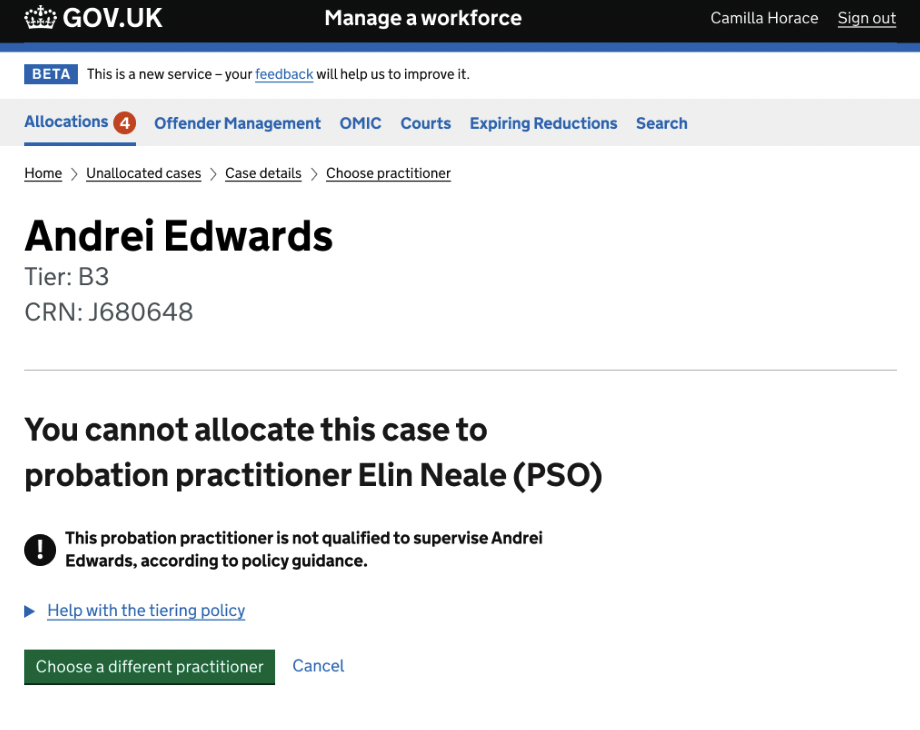 GOV.UK Manage a workforce Camilla Horace Sign out
BETA This is a new service – your feedback will help us to improve it.
Allocations 4 Offender Management OMIC Courts Expiring Reductions Search
Home > Unallocated cases > Case details > Choose practitioner
Andrei Edwards
Tier: B3
CRN: J680648
You cannot allocate this case to
probation practitioner Elin Neale (PSO)
! This probation practitioner is not qualified to supervise Andrei
Edwards, according to policy guidance.
Help with the tiering policy
Choose a different practitioner Cancel